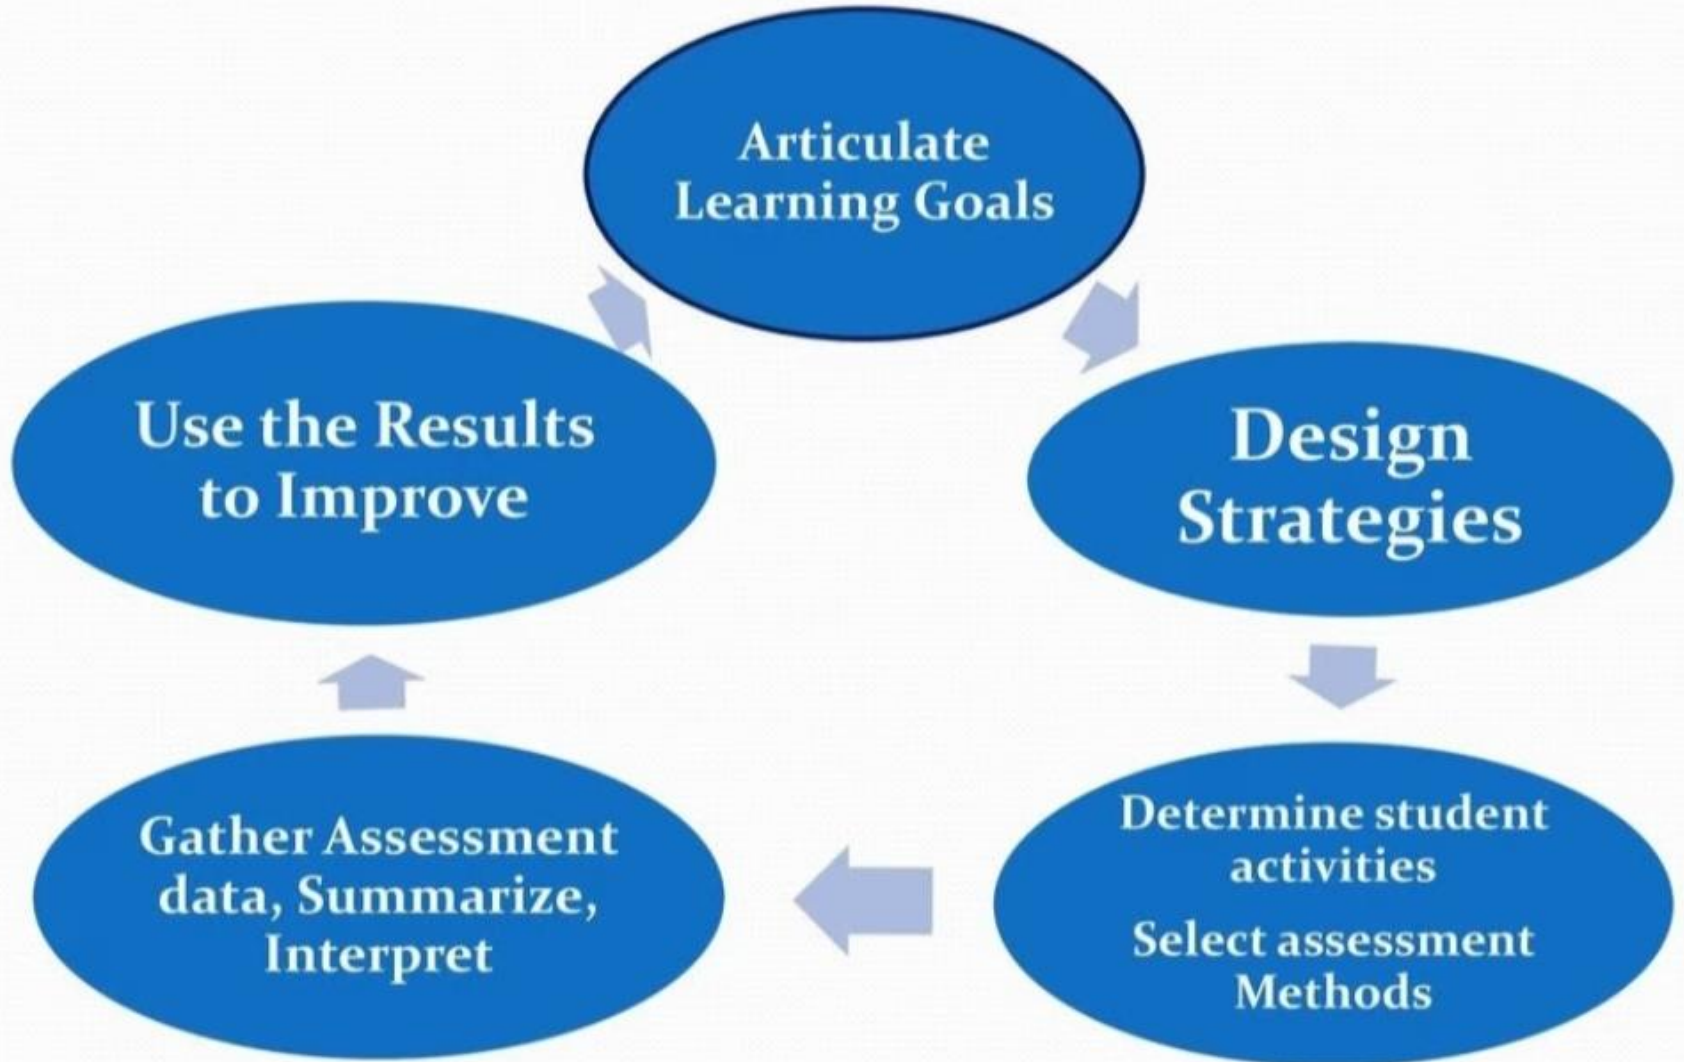 Articulate
Learning Goals
Design
Strategies
Determine student
activities
Select assessment
Methods
Gather Assessment
data, Summarize,
Interpret
Use the Results
to Improve